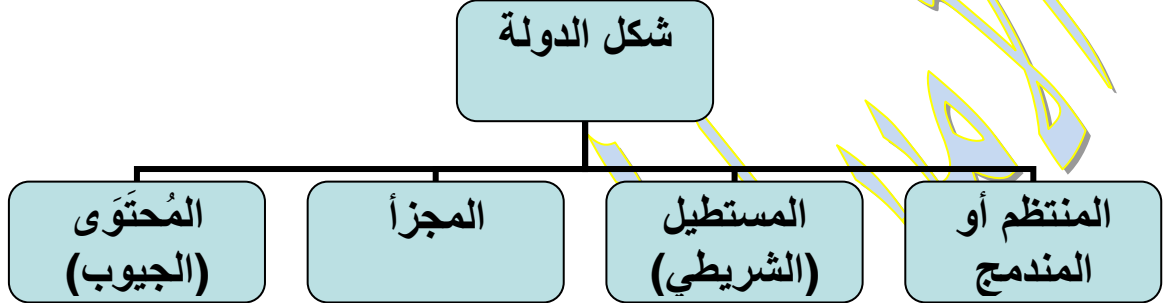 شكل الدولة
المنتظم أو
المندمج
المستطيل
(الشريطي)
المجزأ
المُحتَوَى
(الجيوب)